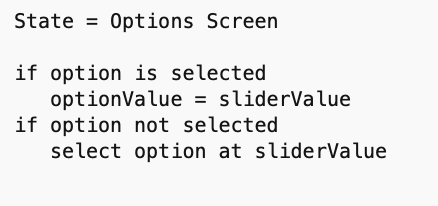 State = Options Screen
if option is selected
optionValue = sliderValue
if option not selected
select option at sliderValue